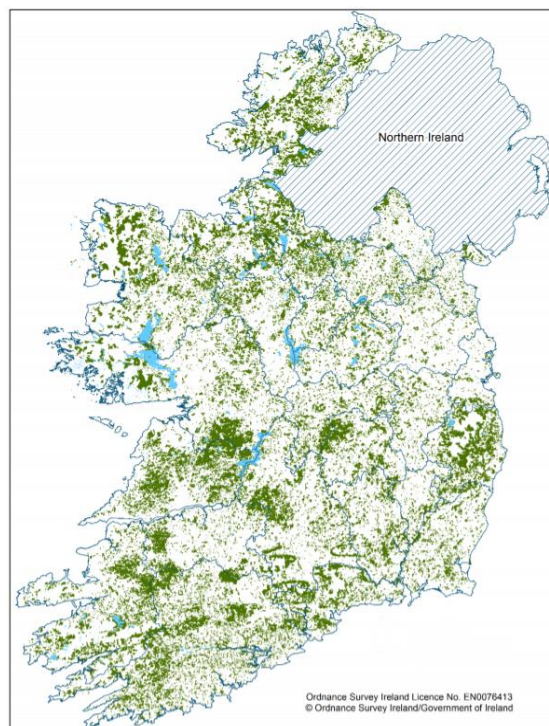 Northern Ireland
Ordnance Survey Ireland Licence No. EN0076413
© Ordnance Survey Ireland/Government of Ireland